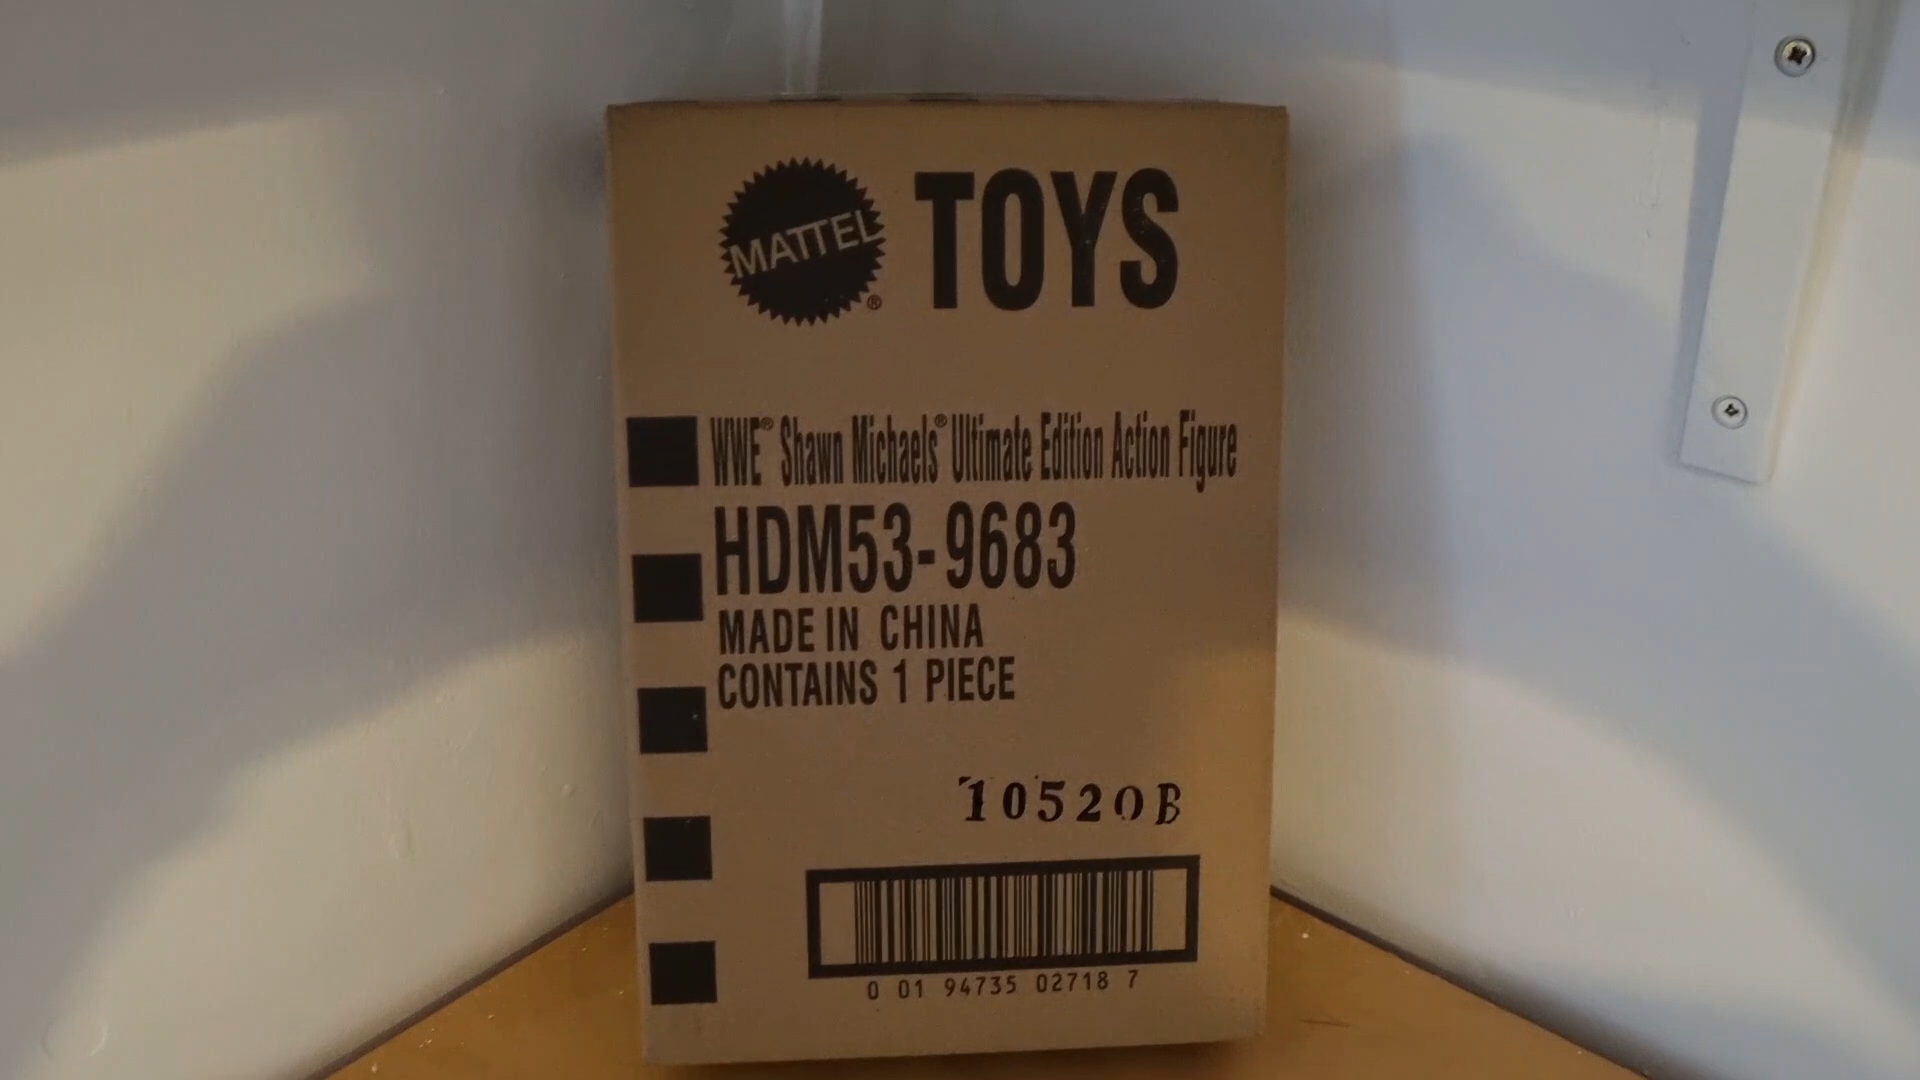 MATTEL® TOYS
WWE® Shawn Michaels® Ultimate Edition Action Figure
HDM53-9683
MADE IN CHINA
CONTAINS 1 PIECE
10520B
0 01 94735 02718 7